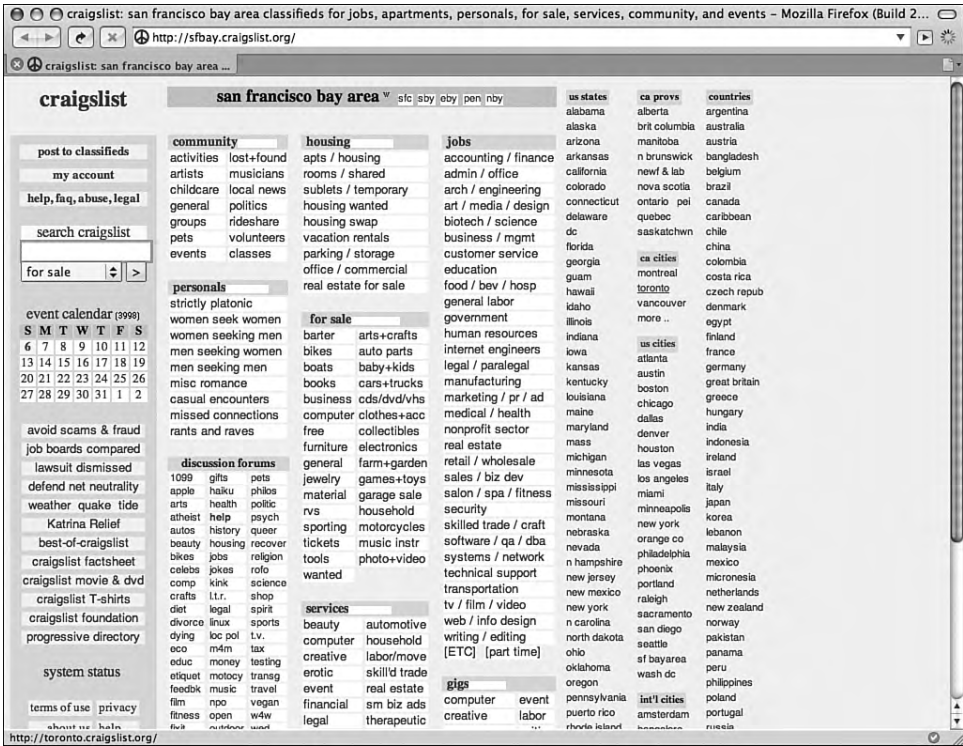 craigslist: san francisco bay area classifieds for jobs, apartments, personals, for sale, services, community, and events – Mozilla Firefox (Build 2...
http://sfbay.craigslist.org/
craigslist: san francisco bay area ...
craigslist
post to classifieds
my account
help, faq, abuse, legal
search craigslist
for sale
>
event calendar (3998)
S M T W T F S
6 7 8 9 10 11 12
13 14 15 16 17 18 19
20 21 22 23 24 25 26
27 28 29 30 31 1 2
avoid scams & fraud
job boards compared
lawsuit dismissed
defend net neutrality
weather quake tide
Katrina Relief
best-of-craigslist
craigslist factsheet
craigslist movie & dvd
craigslist T-shirts
craigslist foundation
progressive directory
system status
terms of use privacy
about us help
san francisco bay area w sfc sby eby pen nby
community
activities lost+found
artists musicians
childcare local news
general politics
groups rideshare
pets volunteers
events classes
personals
strictly platonic
women seek women
women seeking men
men seeking women
men seeking men
misc romance
casual encounters
missed connections
rants and raves
discussion forums
1099 gifts pets
apple haiku philos
arts health politic
atheist help psych
autos history queer
beauty housing recover
bikes jobs religion
celebs jokes rofo
comp kink science
crafts l.t.r. shop
diet legal spirit
divorce linux sports
dying loc pol t.v.
eco m4m tax
educ money testing
etiquet motocy transg
feedbk music travel
film npo vegan
fitness open w4w
fixit outdoor wed
housing
apts / housing
rooms / shared
sublets / temporary
housing wanted
housing swap
vacation rentals
parking / storage
office / commercial
real estate for sale
for sale
barter arts+crafts
bikes auto parts
boats baby+kids
books cars+trucks
business cds/dvd/vhs
computer clothes+acc
free collectibles
furniture electronics
general farm+garden
jewelry games+toys
material garage sale
rvs household
sporting motorcycles
tickets music instr
tools photo+video
wanted
services
beauty automotive
computer household
creative labor/move
erotic skill'd trade
event real estate
financial sm biz ads
legal therapeutic
jobs
accounting / finance
admin / office
arch / engineering
art / media / design
biotech / science
business / mgmt
customer service
education
food / bev / hosp
general labor
government
human resources
internet engineers
legal / paralegal
manufacturing
marketing / pr / ad
medical / health
nonprofit sector
real estate
retail / wholesale
sales / biz dev
salon / spa / fitness
security
skilled trade / craft
software / qa / dba
systems / network
technical support
transportation
tv / film / video
web / info design
writing / editing
[ETC] [part time]
gigs
computer event
creative labor
us states
alabama
alaska
arizona
arkansas
california
colorado
connecticut
delaware
dc
florida
georgia
guam
hawaii
idaho
illinois
indiana
iowa
kansas
kentucky
louisiana
maine
maryland
mass
michigan
minnesota
mississippi
missouri
montana
nebraska
nevada
n hampshire
new jersey
new mexico
new york
n carolina
north dakota
ohio
oklahoma
oregon
pennsylvania
puerto rico
rhode island
ca provs
alberta
brit columbia
manitoba
n brunswick
newf & lab
nova scotia
ontario pei
quebec
saskatchwn
ca cities
montreal
toronto
vancouver
more ..
us cities
atlanta
austin
boston
chicago
dallas
denver
houston
las vegas
los angeles
miami
minneapolis
new york
orange co
philadelphia
phoenix
portland
raleigh
sacramento
san diego
seattle
sf bayarea
wash dc
int'l cities
amsterdam
bangalore
countries
argentina
australia
austria
bangladesh
belgium
brazil
canada
caribbean
chile
china
colombia
costa rica
czech repub
denmark
egypt
finland
france
germany
great britain
greece
hungary
india
indonesia
ireland
israel
italy
japan
korea
lebanon
malaysia
mexico
micronesia
netherlands
new zealand
norway
pakistan
panama
peru
philippines
poland
portugal
russia
http://toronto.craigslist.org/